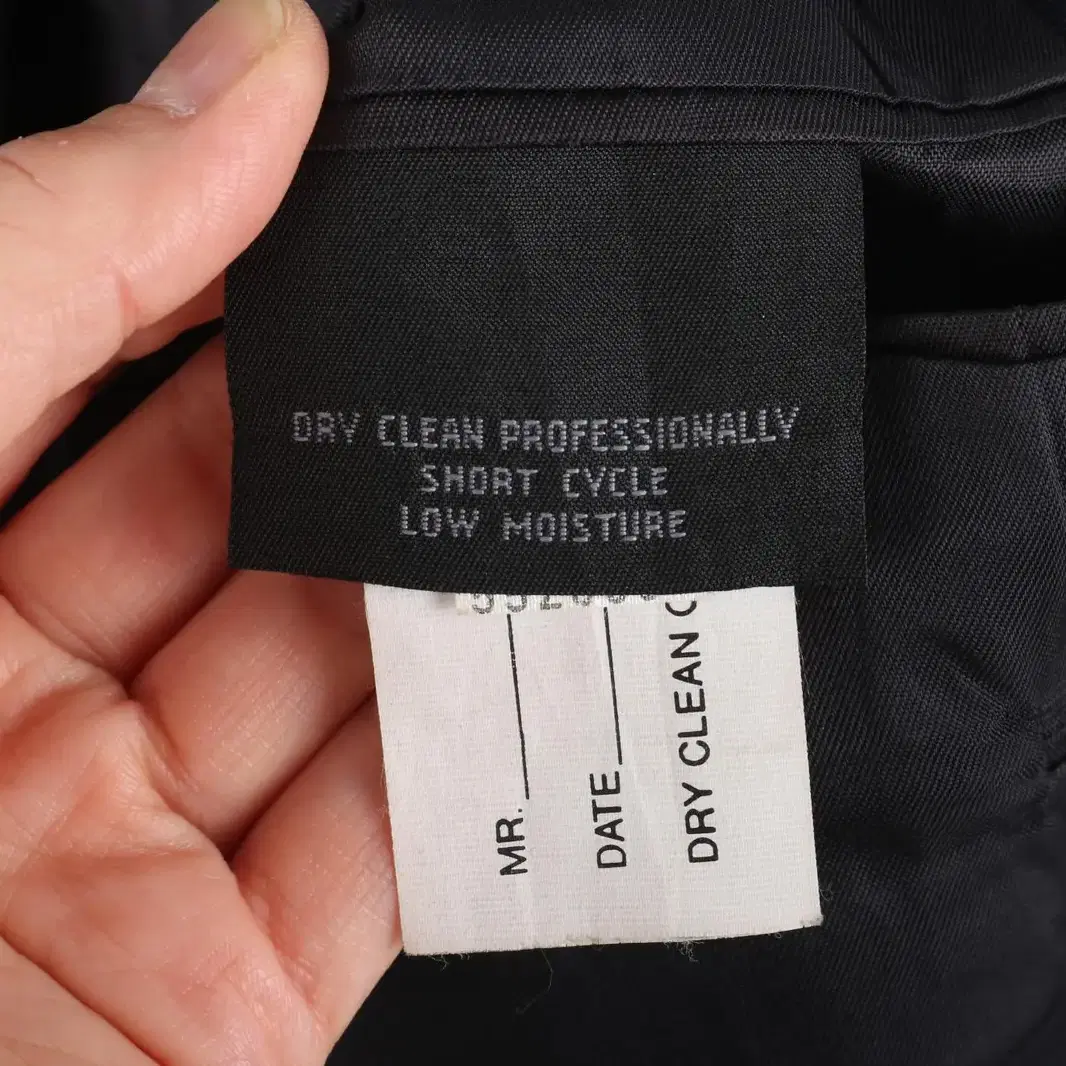 DRY CLEAN PROFESSIONALLY
SHORT CYCLE
LOW MOISTURE
MR.
DATE
DRY CLEAN